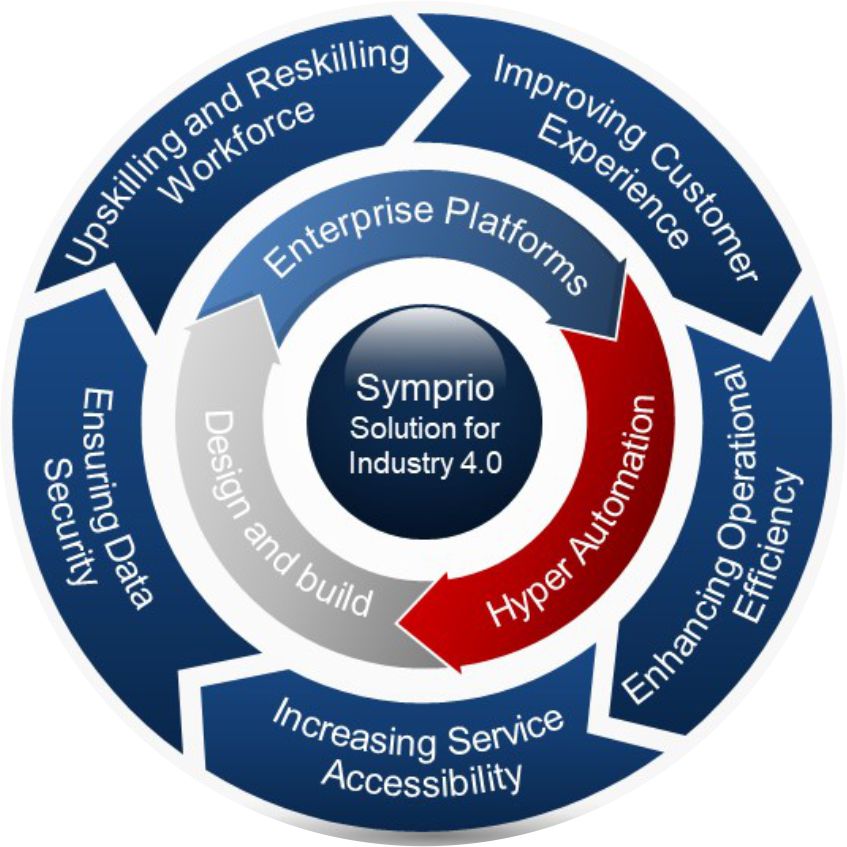 Upskilling and Reskilling
Workforce
Improving Customer
Experience
Enhancing Operational
Efficiency
Increasing Service
Accessibility
Ensuring Data
Security
Enterprise Platforms
Hyper Automation
Design and build
Symprio
Solution for
Industry 4.0